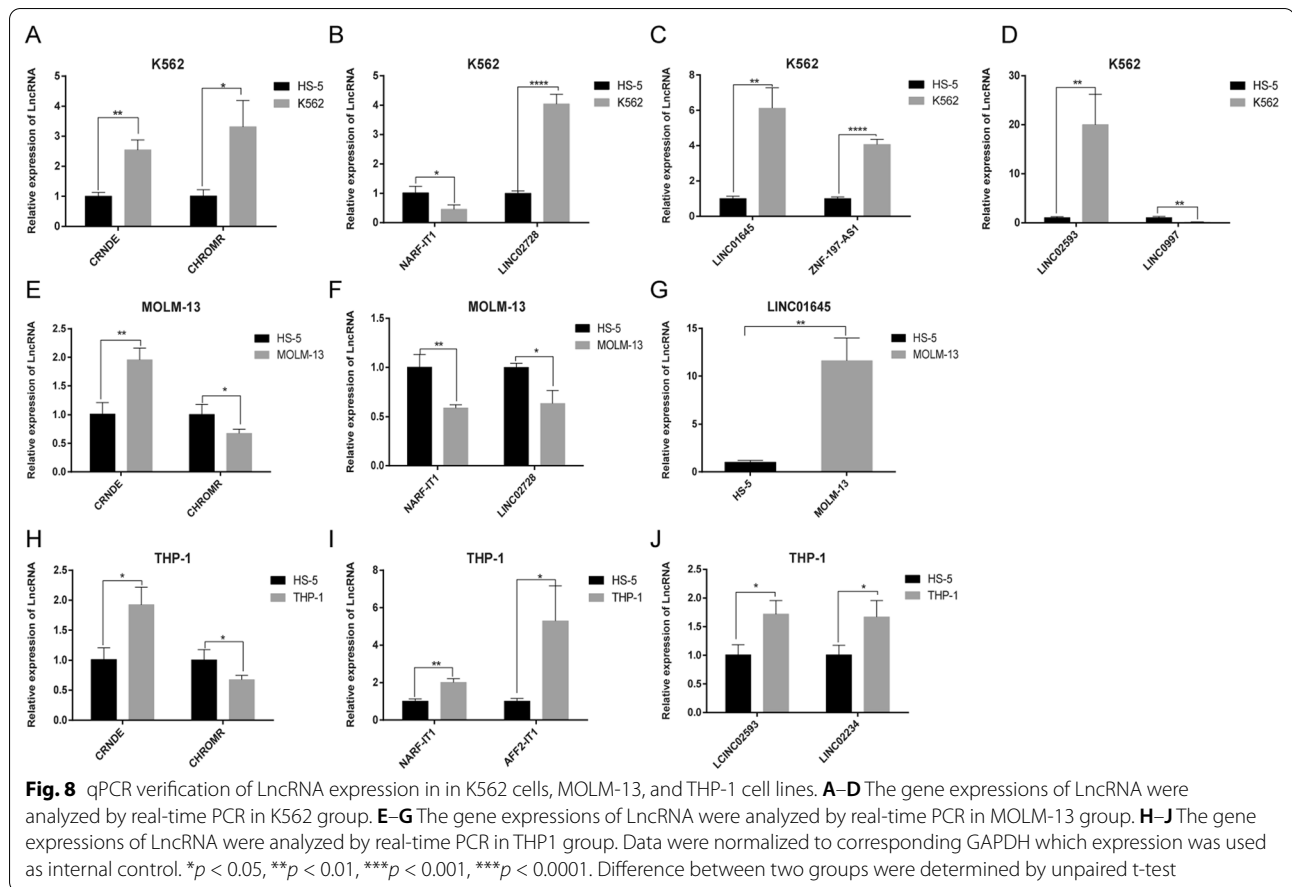 A
K562
Relative expression of LncRNA
5
4
3
2
1
0
**
*
HS-5
K562
CRNDE
CHROMR
B
K562
Relative expression of LncRNA
5
4
3
2
1
0
*
****
HS-5
K562
NARF-IT1
LINC02728
C
K562
Relative expression of LncRNA
8
6
4
2
0
**
****
HS-5
K562
LINC01645
ZNF-197-AS1
D
K562
Relative expression of LncRNA
30
20
10
0
**
**
HS-5
K562
LINC02593
LINC0997
E
MOLM-13
Relative expression of LncRNA
2.5
2.0
1.5
1.0
0.5
0.0
**
*
HS-5
MOLM-13
CRNDE
CHROMR
F
MOLM-13
Relative expression of LncRNA
1.5
1.0
0.5
0.0
**
*
HS-5
MOLM-13
NARF-IT1
LINC02728
G
LINC01645
Relative expression of LncRNA
15
10
5
0
**
HS-5
MOLM-13
HS-5
MOLM-13
H
THP-1
Relative expression of LncRNA
2.5
2.0
1.5
1.0
0.5
0.0
*
*
HS-5
THP-1
CRNDE
CHROMR
I
THP-1
Relative expression of LncRNA
8
6
4
2
0
**
*
HS-5
THP-1
NARF-IT1
AFF2-IT1
J
THP-1
Relative expression of LncRNA
2.5
2.0
1.5
1.0
0.5
0.0
*
*
HS-5
THP-1
LCINC02593
LINC02234
Fig. 8 qPCR verification of LncRNA expression in in K562 cells, MOLM-13, and THP-1 cell lines. A–D The gene expressions of LncRNA were
analyzed by real-time PCR in K562 group. E–G The gene expressions of LncRNA were analyzed by real-time PCR in MOLM-13 group. H–J The gene
expressions of LncRNA were analyzed by real-time PCR in THP1 group. Data were normalized to corresponding GAPDH which expression was used
as internal control. *p < 0.05, **p < 0.01, ***p < 0.001, ***p < 0.0001. Difference between two groups were determined by unpaired t-test